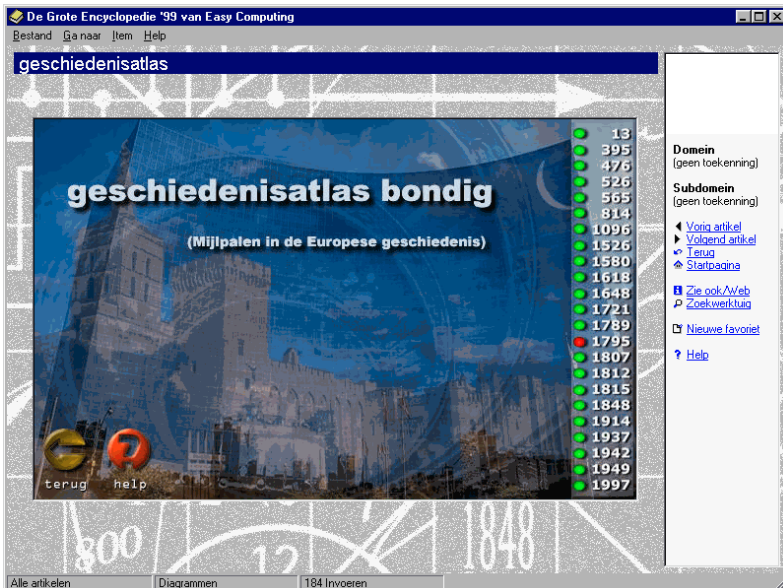 De Grote Encyclopedie '99 van Easy Computing
Bestand Ga naar Item Help
geschiedenisatlas
geschiedenisatlas bondig
(Mijlpalen in de Europese geschiedenis)
13
395
476
526
565
814
1096
1526
1580
1618
1648
1721
1789
1795
1807
1812
1815
1848
1914
1937
1942
1949
1997
terug help
Domein
(geen toekenning)
Subdomein
(geen toekenning)
Vorig artikel
Volgend artikel
Terug
Startpagina
Zie ook/Web
Zoekwerktuig
Nieuwe favoriet
? Help
800
12
1848
Alle artikelen Diagrammen 184 Invoeren